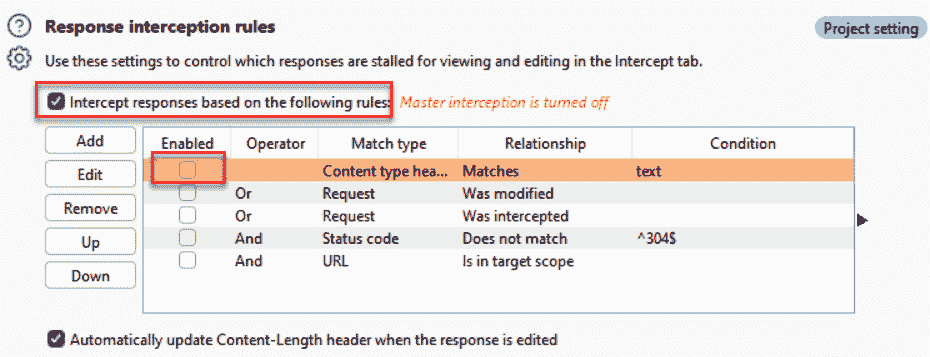 Response interception rules
Project setting
Use these settings to control which responses are stalled for viewing and editing in the Intercept tab.
Intercept responses based on the following rules: Master interception is turned off
Add
Edit
Remove
Up
Down
Enabled Operator Match type Relationship Condition
Content type hea... Matches text
Or Request Was modified
Or Request Was intercepted
And Status code Does not match ^304$
And URL Is in target scope
Automatically update Content-Length header when the response is edited